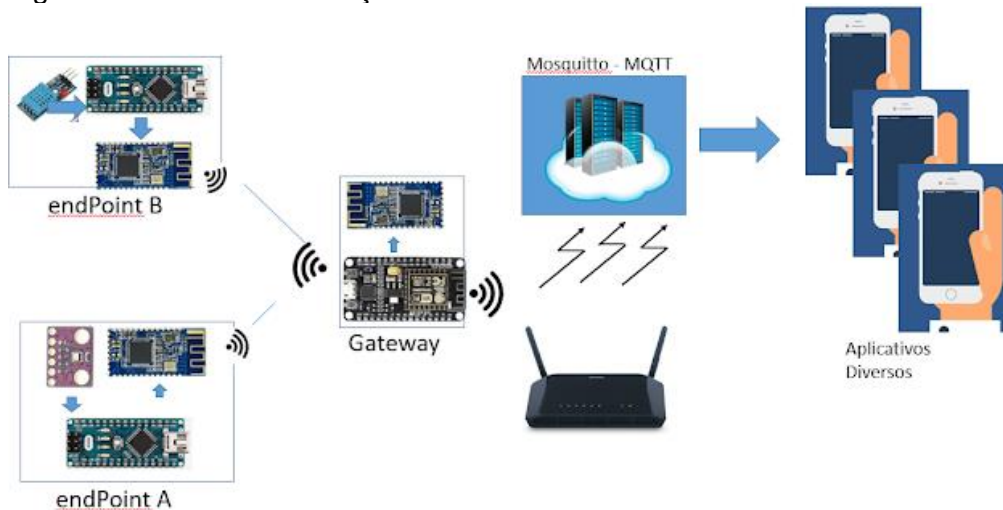 Mosquitto - MQTT
endPoint B
Gateway
Aplicativos
Diversos
endPoint A